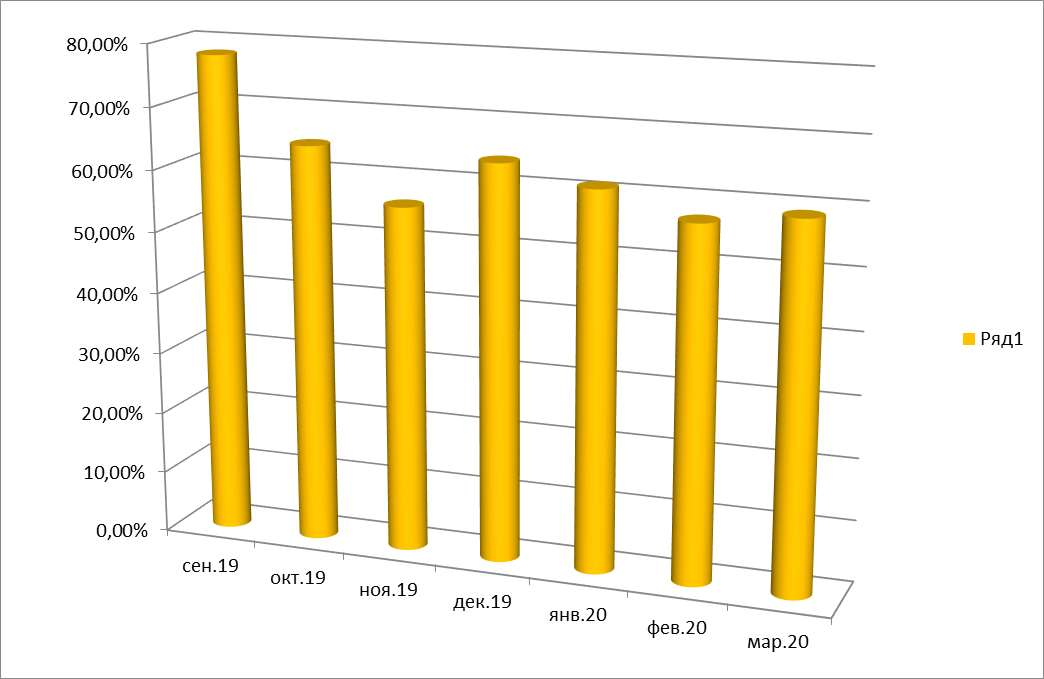 80,00%
70,00%
60,00%
50,00%
40,00%
30,00%
20,00%
10,00%
0,00%
сен.19
окт.19
ноя.19
дек.19
янв.20
фев.20
мар.20
Ряд1